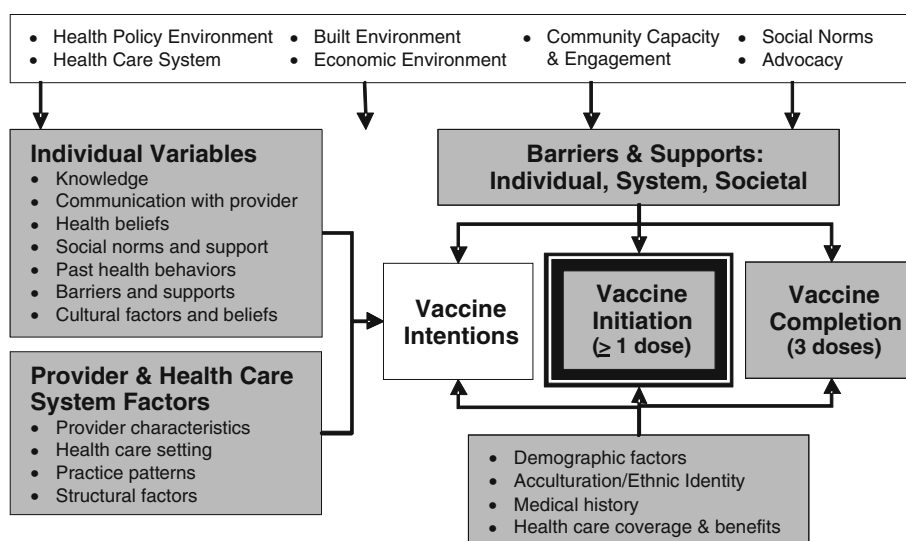 • Health Policy Environment
• Health Care System
• Built Environment
• Economic Environment
• Community Capacity
& Engagement
• Social Norms
• Advocacy
Individual Variables
• Knowledge
• Communication with provider
• Health beliefs
• Social norms and support
• Past health behaviors
• Barriers and supports
• Cultural factors and beliefs
Provider & Health Care
System Factors
• Provider characteristics
• Health care setting
• Practice patterns
• Structural factors
Barriers & Supports:
Individual, System, Societal
Vaccine
Intentions
Vaccine
Initiation
(≥ 1 dose)
Vaccine
Completion
(3 doses)
• Demographic factors
• Acculturation/Ethnic Identity
• Medical history
• Health care coverage & benefits